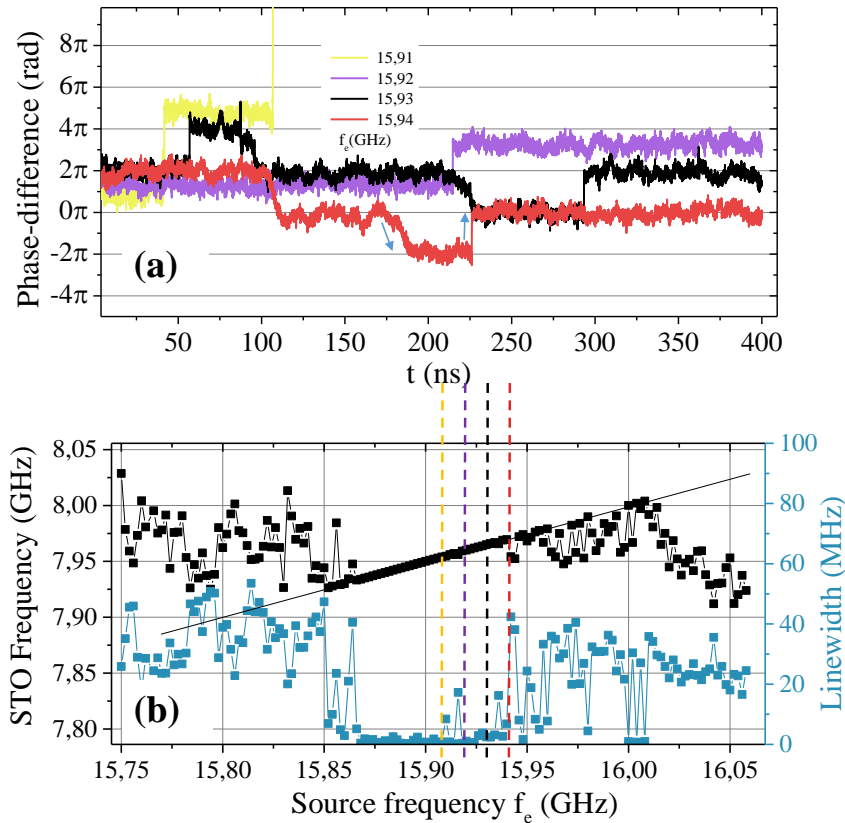 Phase-difference (rad)
8π
6π
4π
2π
0π
-2π
-4π
15,91
15,92
15,93
15,94
f_e(GHz)
(a)
50 100 150 200 250 300 350 400
t (ns)
STO Frequency (GHz)
8,05
8,00
7,95
7,90
7,85
7,80
(b)
100
80
60
40
20
0
Linewidth (MHz)
15,75 15,80 15,85 15,90 15,95 16,00 16,05
Source frequency f_e (GHz)